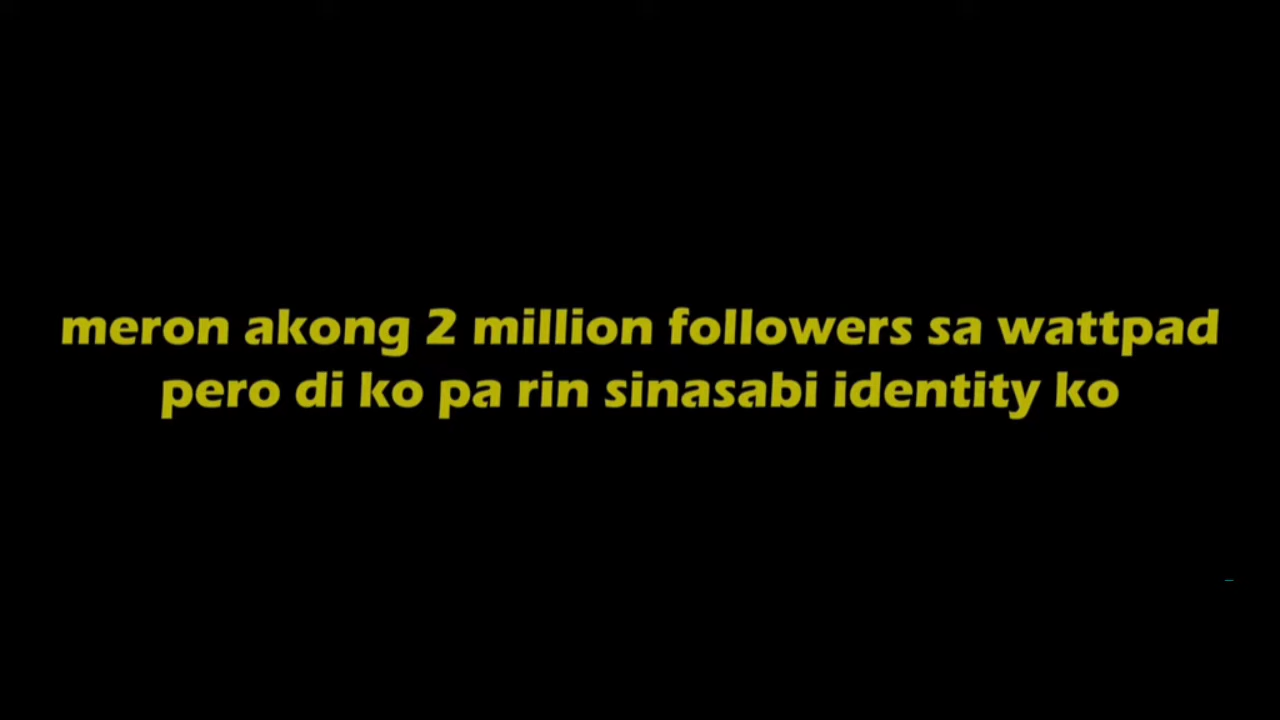 meron akong 2 million followers sa wattpad
pero di ko pa rin sinasabi identity ko